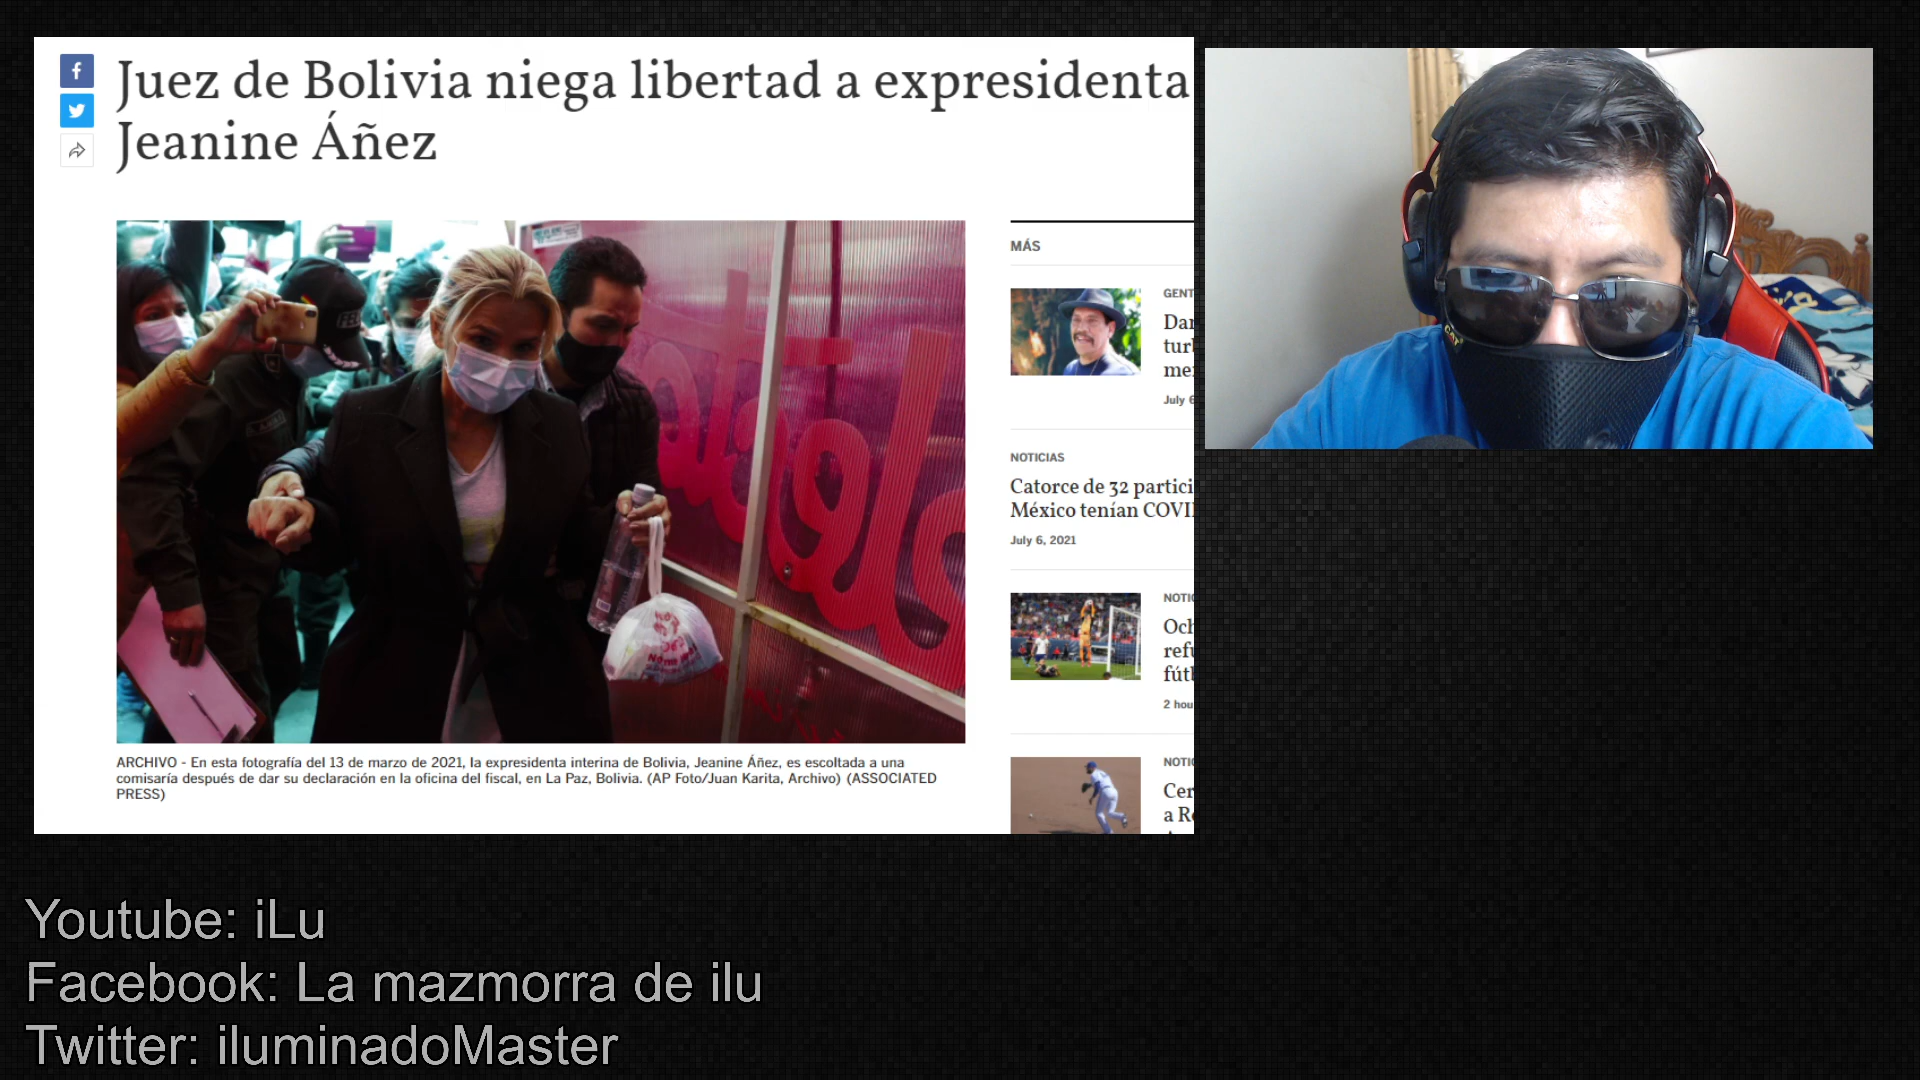 Juez de Bolivia niega libertad a expresidenta
Jeanine Áñez
ARCHIVO - En esta fotografía del 13 de marzo de 2021, la expresidenta interina de Bolivia, Jeanine Áñez, es escoltada a una
comisaría después de dar su declaración en la oficina del fiscal, en La Paz, Bolivia. (AP Foto/Juan Karita, Archivo) (ASSOCIATED
PRESS)
MÁS
July 6
NOTICIAS
Catorce de 32
México tenían
July 6, 2021
a
Youtube: iLu
Facebook: La mazmorra de ilu
Twitter: iluminadoMaster